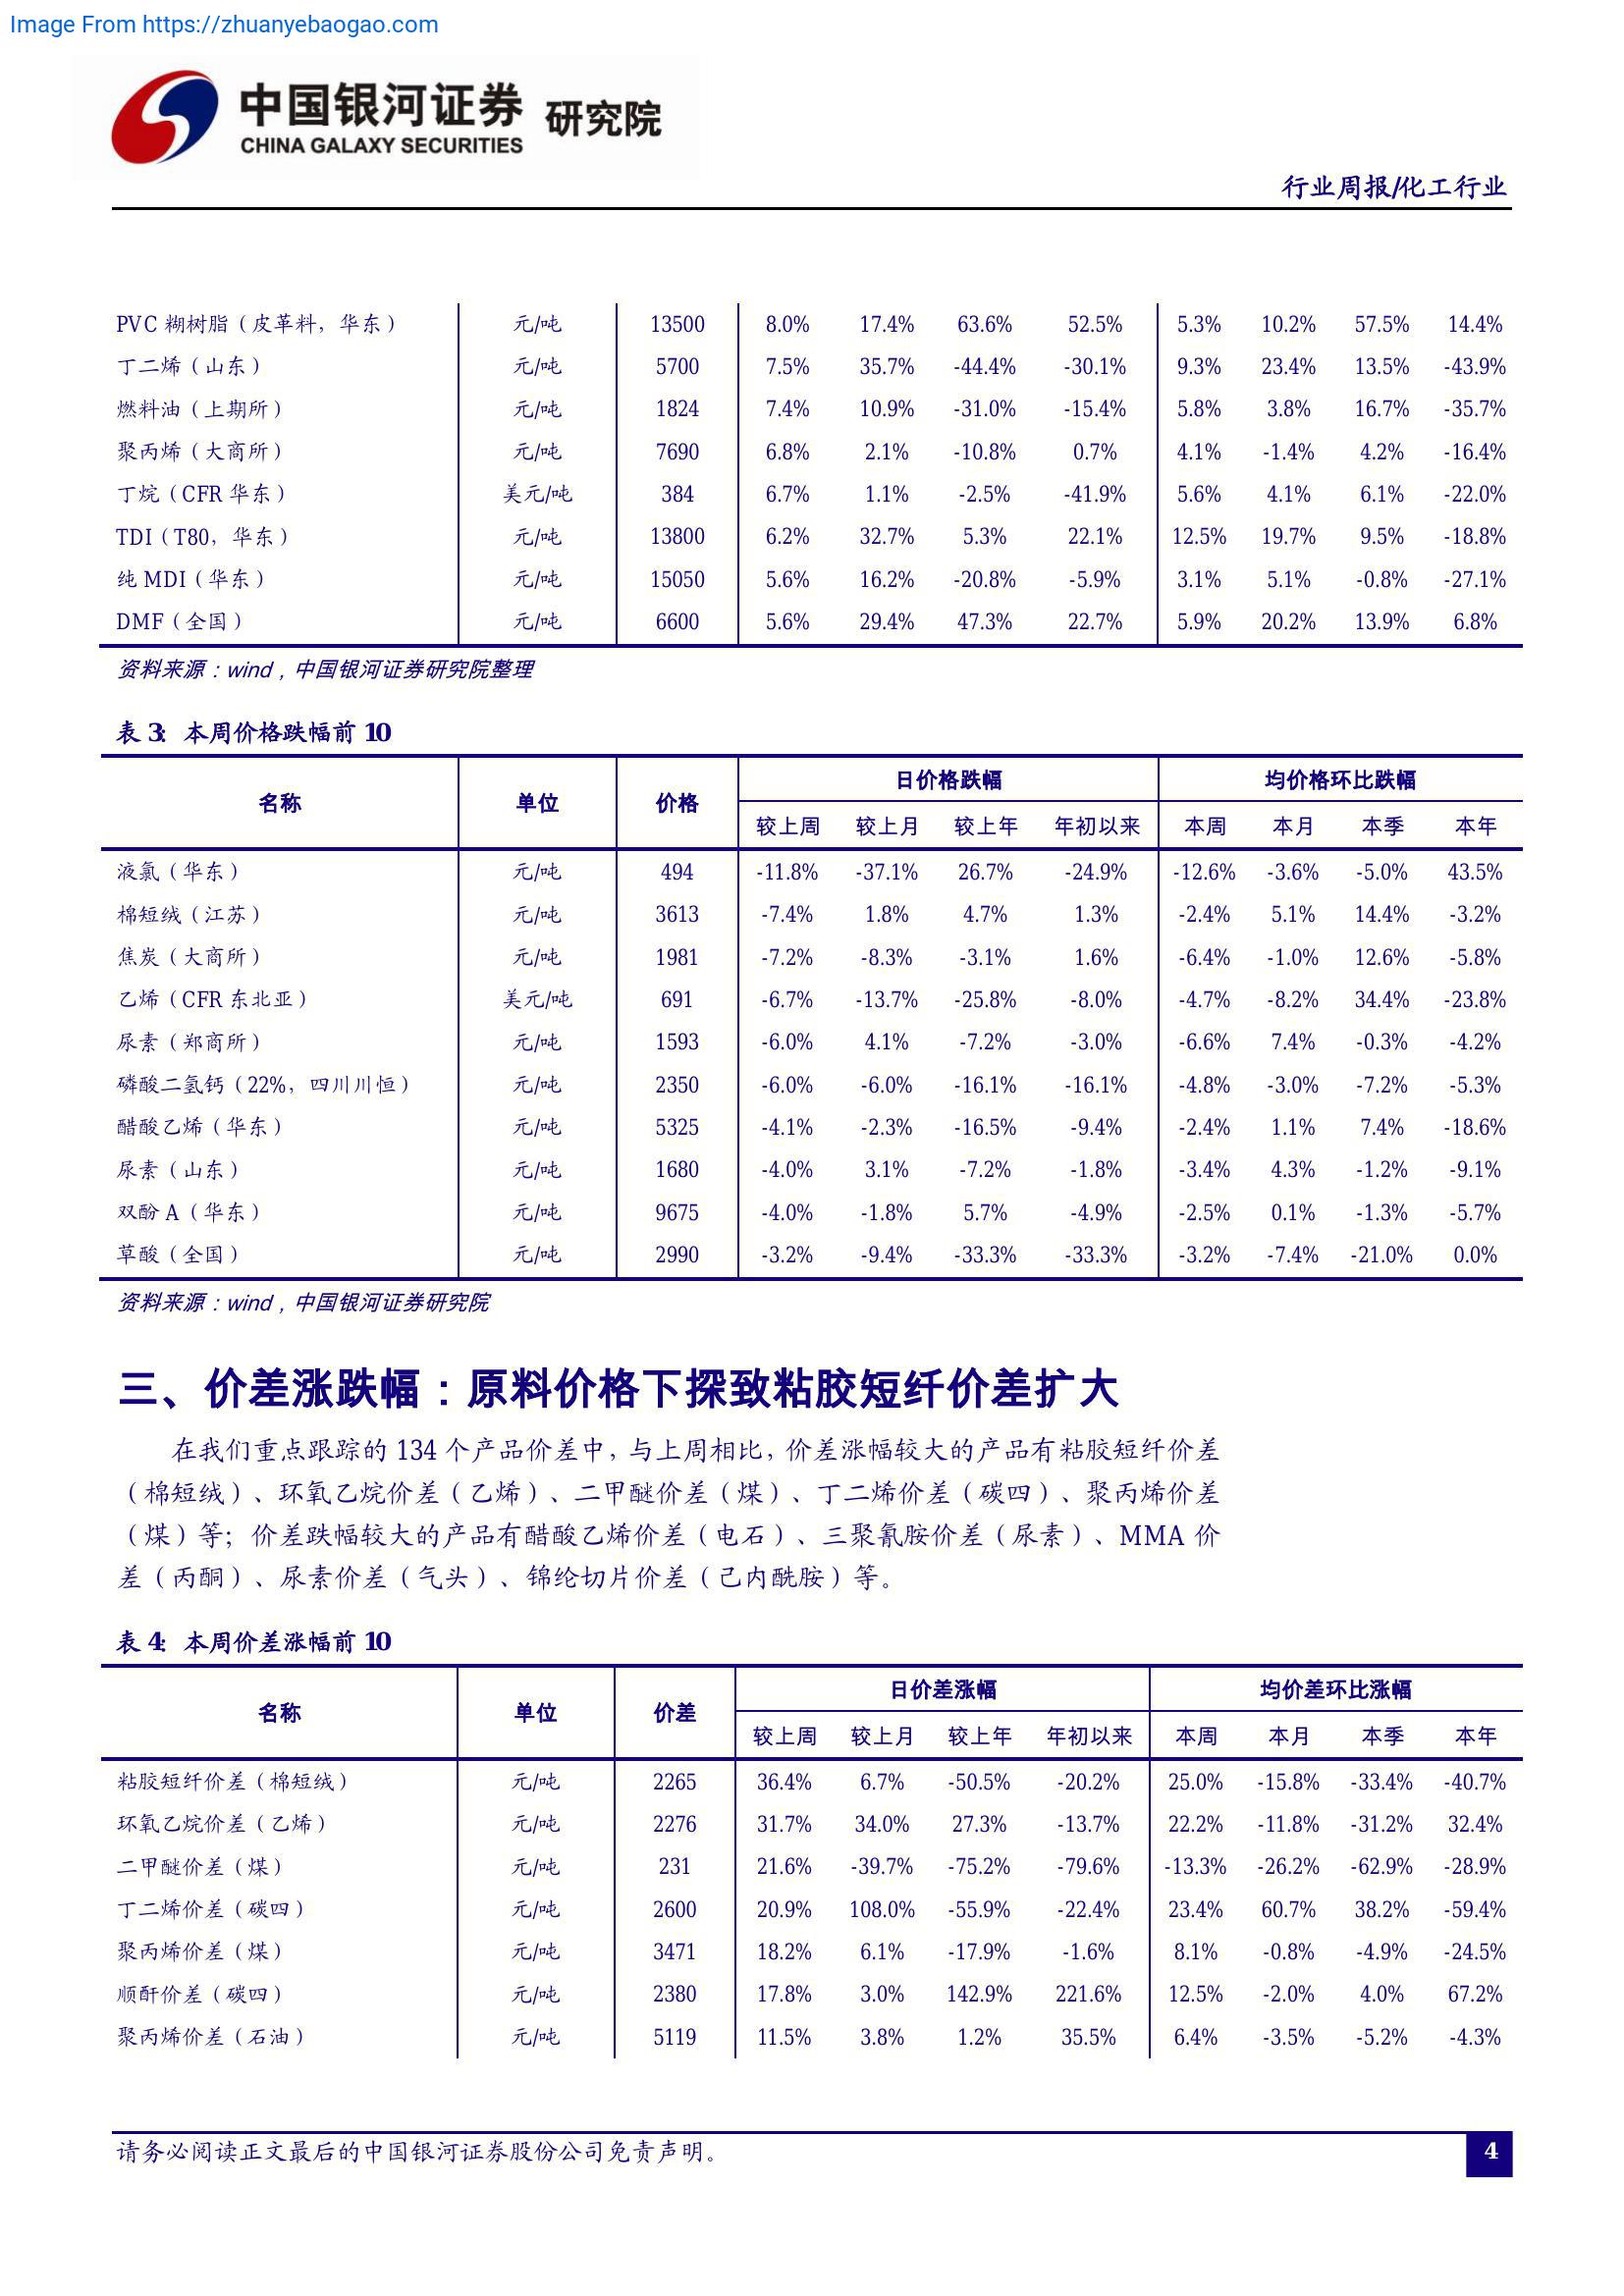 Image From https://zhuanyebaogao.com
中国银河证券 研究院
CHINA GALAXY SECURITIES
行业周报/化工行业
PVC 糊树脂（皮革料，华东） 元/吨 13500 8.0% 17.4% 63.6% 52.5% 5.3% 10.2% 57.5% 14.4%
丁二烯（山东） 元/吨 5700 7.5% 35.7% -44.4% -30.1% 9.3% 23.4% 13.5% -43.9%
燃料油（上期所） 元/吨 1824 7.4% 10.9% -31.0% -15.4% 5.8% 3.8% 16.7% -35.7%
聚丙烯（大商所） 元/吨 7690 6.8% 2.1% -10.8% 0.7% 4.1% -1.4% 4.2% -16.4%
丁烷（CFR 华东） 美元/吨 384 6.7% 1.1% -2.5% -41.9% 5.6% 4.1% 6.1% -22.0%
TDI（T80，华东） 元/吨 13800 6.2% 32.7% 5.3% 22.1% 12.5% 19.7% 9.5% -18.8%
纯 MDI（华东） 元/吨 15050 5.6% 16.2% -20.8% -5.9% 3.1% 5.1% -0.8% -27.1%
DMF（全国） 元/吨 6600 5.6% 29.4% 47.3% 22.7% 5.9% 20.2% 13.9% 6.8%
资料来源：wind，中国银河证券研究院整理
表 3：本周价格跌幅前 10
名称 单位 价格 日价格跌幅 均价格环比跌幅
较上周 较上月 较上年 年初以来 本周 本月 本季 本年
液氯（华东） 元/吨 494 -11.8% -37.1% 26.7% -24.9% -12.6% -3.6% -5.0% 43.5%
棉短绒（江苏） 元/吨 3613 -7.4% 1.8% 4.7% 1.3% -2.4% 5.1% 14.4% -3.2%
焦炭（大商所） 元/吨 1981 -7.2% -8.3% -3.1% 1.6% -6.4% -1.0% 12.6% -5.8%
乙烯（CFR 东北亚） 美元/吨 691 -6.7% -13.7% -25.8% -8.0% -4.7% -8.2% 34.4% -23.8%
尿素（郑商所） 元/吨 1593 -6.0% 4.1% -7.2% -3.0% -6.6% 7.4% -0.3% -4.2%
磷酸二氢钙（22%，四川川恒） 元/吨 2350 -6.0% -6.0% -16.1% -16.1% -4.8% -3.0% -7.2% -5.3%
醋酸乙烯（华东） 元/吨 5325 -4.1% -2.3% -16.5% -9.4% -2.4% 1.1% 7.4% -18.6%
尿素（山东） 元/吨 1680 -4.0% 3.1% -7.2% -1.8% -3.4% 4.3% -1.2% -9.1%
双酚 A（华东） 元/吨 9675 -4.0% -1.8% 5.7% -4.9% -2.5% 0.1% -1.3% -5.7%
草酸（全国） 元/吨 2990 -3.2% -9.4% -33.3% -33.3% -3.2% -7.4% -21.0% 0.0%
资料来源：wind，中国银河证券研究院
三、价差涨跌幅：原料价格下探致粘胶短纤价差扩大
在我们重点跟踪的 134 个产品价差中，与上周相比，价差涨幅较大的产品有粘胶短纤价差
（棉短绒）、环氧乙烷价差（乙烯）、二甲醚价差（煤）、丁二烯价差（碳四）、聚丙烯价差
（煤）等；价差跌幅较大的产品有醋酸乙烯价差（电石）、三聚氰胺价差（尿素）、MMA 价
差（丙酮）、尿素价差（气头）、锦纶切片价差（己内酰胺）等。
表 4：本周价差涨幅前 10
名称 单位 价差 日价差涨幅 均价差环比涨幅
较上周 较上月 较上年 年初以来 本周 本月 本季 本年
粘胶短纤价差（棉短绒） 元/吨 2265 36.4% 6.7% -50.5% -20.2% 25.0% -15.8% -33.4% -40.7%
环氧乙烷价差（乙烯） 元/吨 2276 31.7% 34.0% 27.3% -13.7% 22.2% -11.8% -31.2% 32.4%
二甲醚价差（煤） 元/吨 231 21.6% -39.7% -75.2% -79.6% -13.3% -26.2% -62.9% -28.9%
丁二烯价差（碳四） 元/吨 2600 20.9% 108.0% -55.9% -22.4% 23.4% 60.7% 38.2% -59.4%
聚丙烯价差（煤） 元/吨 3471 18.2% 6.1% -17.9% -1.6% 8.1% -0.8% -4.9% -24.5%
顺酐价差（碳四） 元/吨 2380 17.8% 3.0% 142.9% 221.6% 12.5% -2.0% 4.0% 67.2%
聚丙烯价差（石油） 元/吨 5119 11.5% 3.8% 1.2% 35.5% 6.4% -3.5% -5.2% -4.3%
请务必阅读正文最后的中国银河证券股份公司免责声明。
4